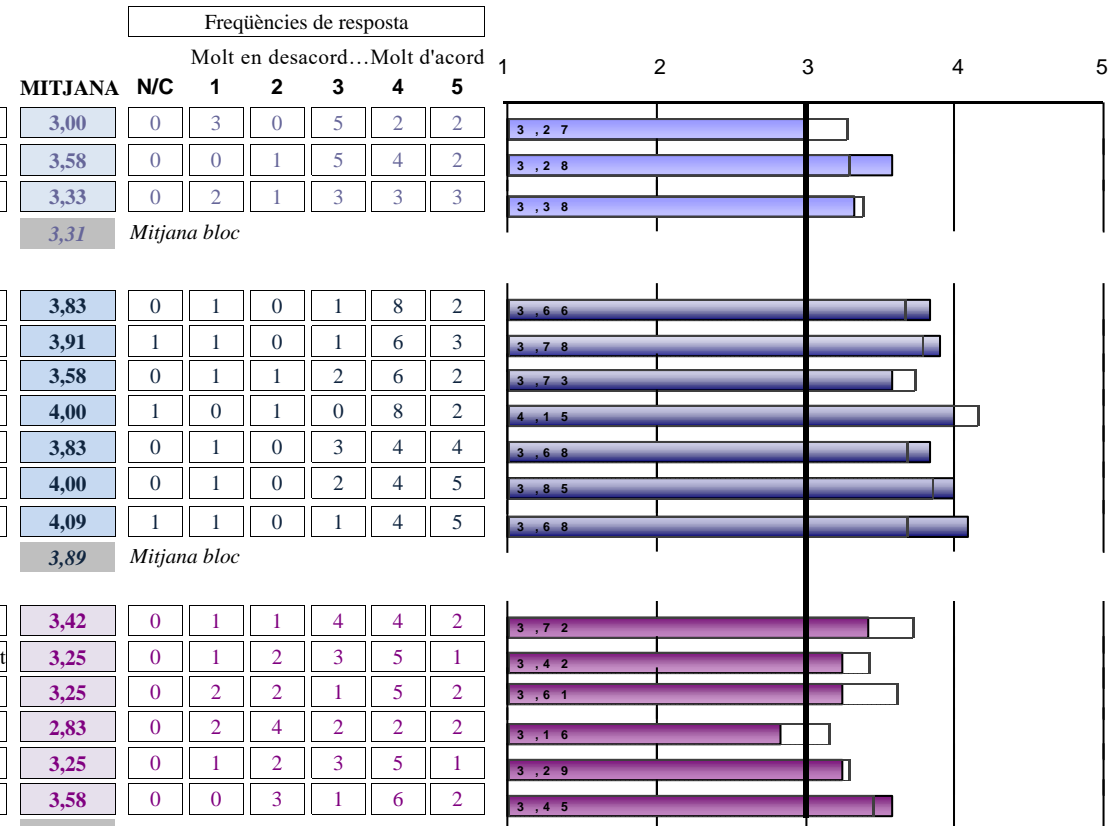 Freqüències de resposta
Molt en desacord…Molt d'acord
1 2 3 4 5
MITJANA N/C 1 2 3 4 5
3,00 0 3 0 5 2 2 3,27
3,58 0 0 1 5 4 2 3,28
3,33 0 2 1 3 3 3 3,38
3,31 Mitjana bloc
3,83 0 1 0 1 8 2 3,66
3,91 1 1 0 1 6 3 3,78
3,58 0 1 1 2 6 2 3,73
4,00 1 0 1 0 8 2 4,15
3,83 0 1 0 3 4 4 3,68
4,00 0 1 0 2 4 5 3,85
4,09 1 1 0 1 4 5 3,68
3,89 Mitjana bloc
3,42 0 1 1 4 4 2 3,72
t 3,25 0 1 2 3 5 1 3,42
3,25 0 2 2 1 5 2 3,61
2,83 0 2 4 2 2 2 3,16
3,25 0 1 2 3 5 1 3,29
3,58 0 0 3 1 6 2 3,45